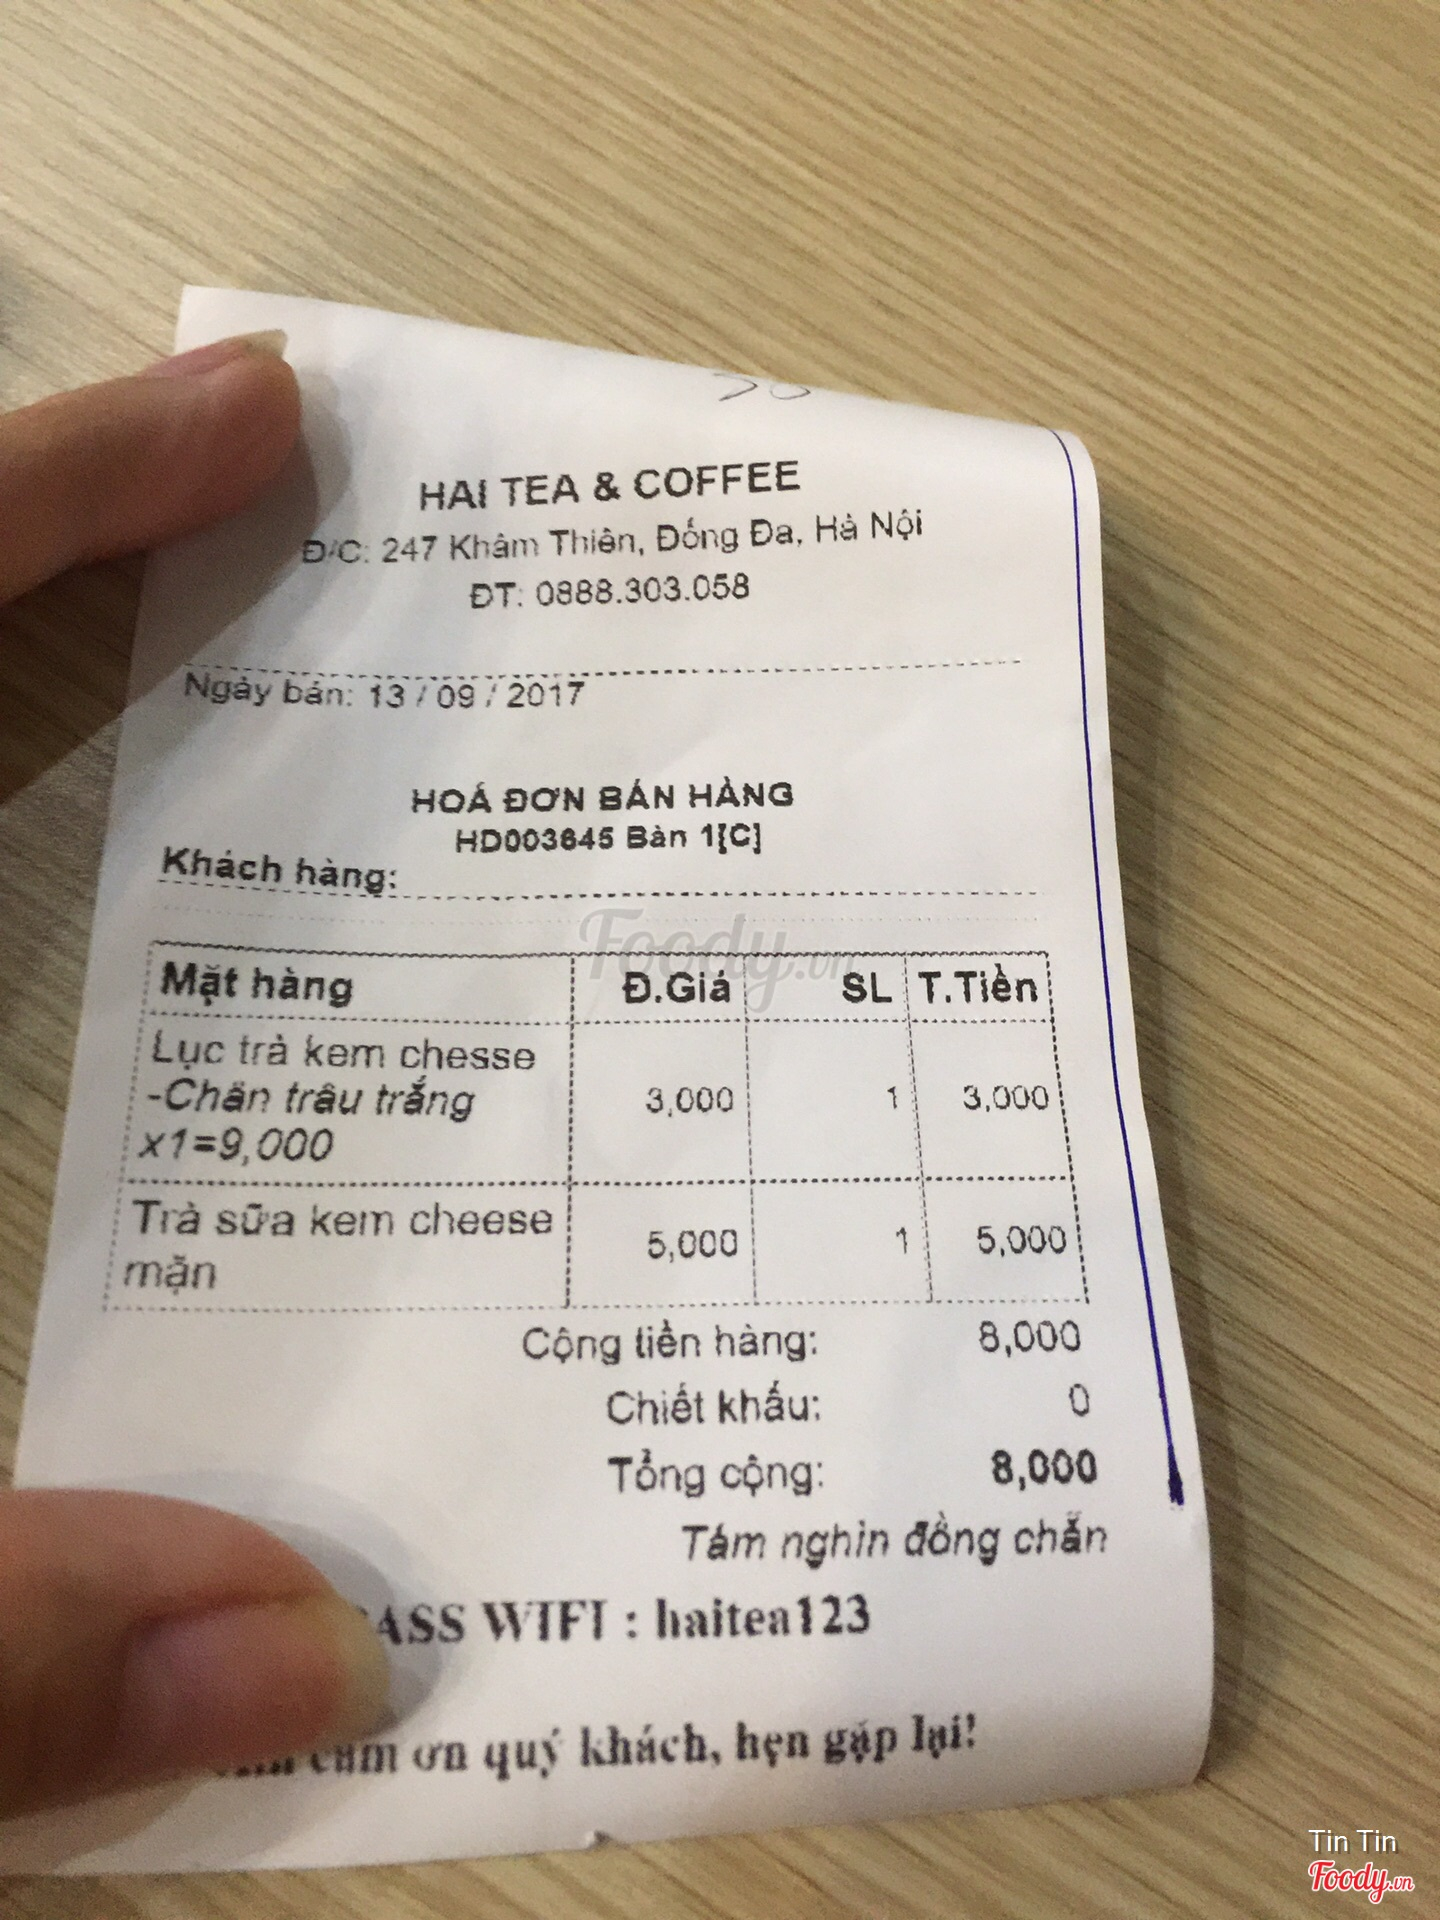 HAI TEA & COFFEE
Đ/C: 247 Khâm Thiên, Đống Đa, Hà Nội
ĐT: 0888.303.058
Ngày bán: 13 / 09 / 2017
HOÁ ĐƠN BÁN HÀNG
HD003645 Bàn 1[C]
Khách hàng:
Foody.vn
Mặt hàng Đ.Giá SL T.Tiền
Lục trà kem chesse
-Chân trâu trắng 3,000 1 3,000
x1=9,000
Trà sữa kem cheese
mặn 5,000 1 5,000
Cộng tiền hàng: 8,000
Chiết khấu: 0
Tổng cộng: 8,000
Tám nghìn đồng chẵn
WIFI : haitea123
ơn quý khách, hẹn gặp lại!
Tin Tin
Foody.vn